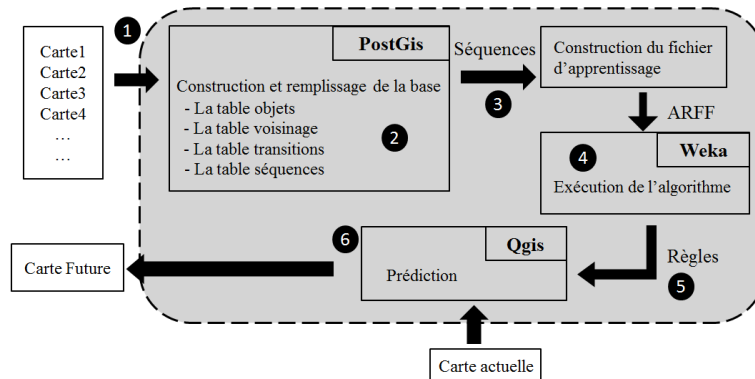 1
Carte1
Carte2
Carte3
Carte4
...
...
PostGis
Construction et remplissage de la base
- La table objets
- La table voisinage
- La table transitions
- La table séquences
2
Séquences
3
Construction du fichier
d'apprentissage
ARFF
4
Weka
Exécution de l'algorithme
Règles
5
Qgis
Prédiction
6
Carte Future
Carte actuelle